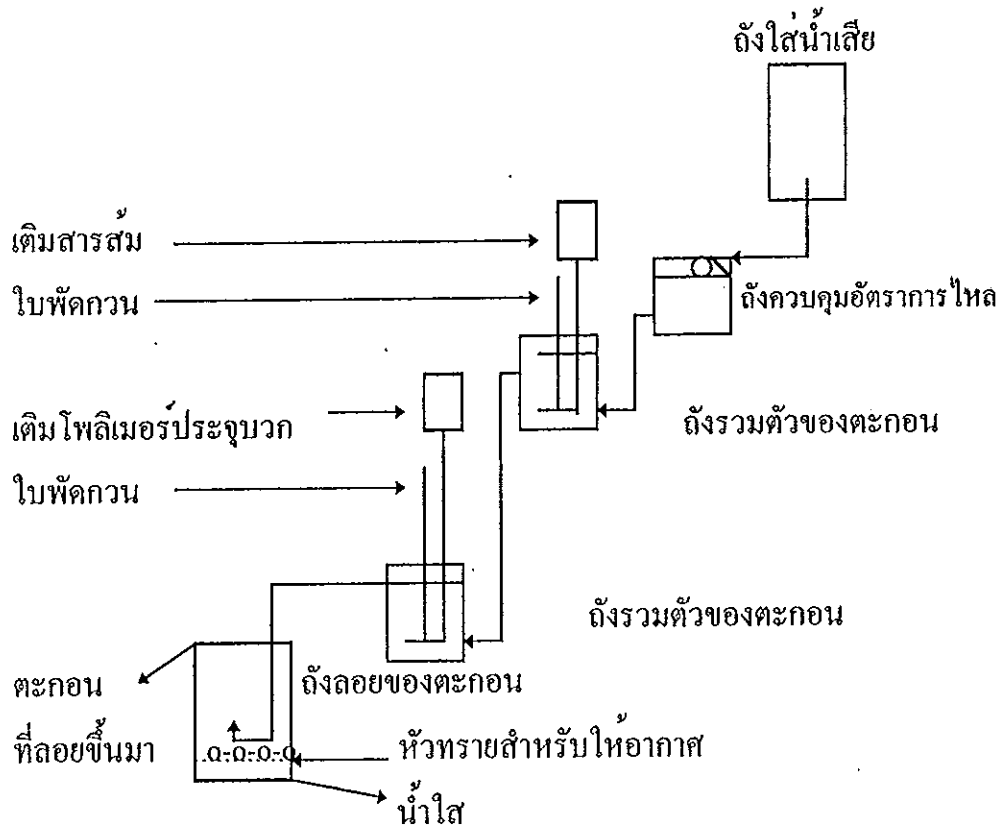 ถังใส่น้ำเสีย
เติมสารส้ม
ใบพัดกวน
ถังควบคุมอัตราการไหล
เติมโพลิเมอร์ประจุบวก
ถังรวมตัวของตะกอน
ใบพัดกวน
ถังรวมตัวของตะกอน
ตะกอน
ที่ลอยขึ้นมา
ถังลอยของตะกอน
หัวทรายสำหรับให้อากาศ
น้ำใส